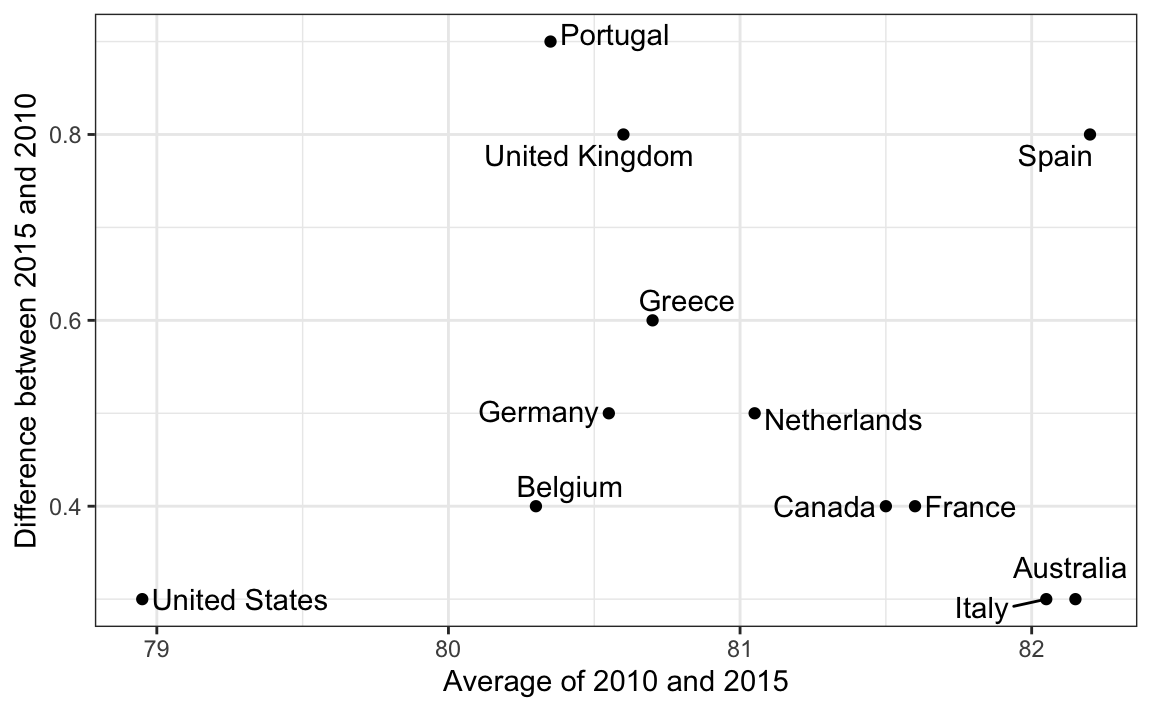 Portugal
0.8
United Kingdom
Spain
Difference between 2015 and 2010
Greece
0.6
Germany
Netherlands
Belgium
0.4
Canada
France
Australia
United States
Italy
79
80
81
82
Average of 2010 and 2015